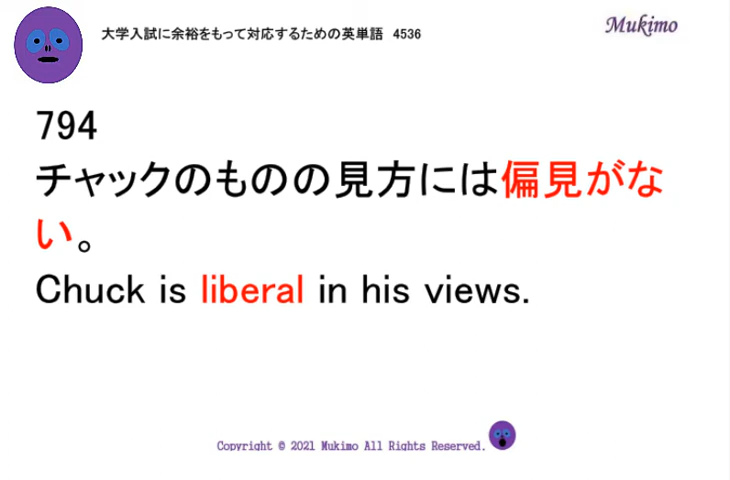 大学入試に余裕をもって対応するための英単語 4536
Mukimo
794
チャックのものの見方には偏見がな
い。
Chuck is liberal in his views.
Copyright © 2021 Mukimo All Rights Reserved.